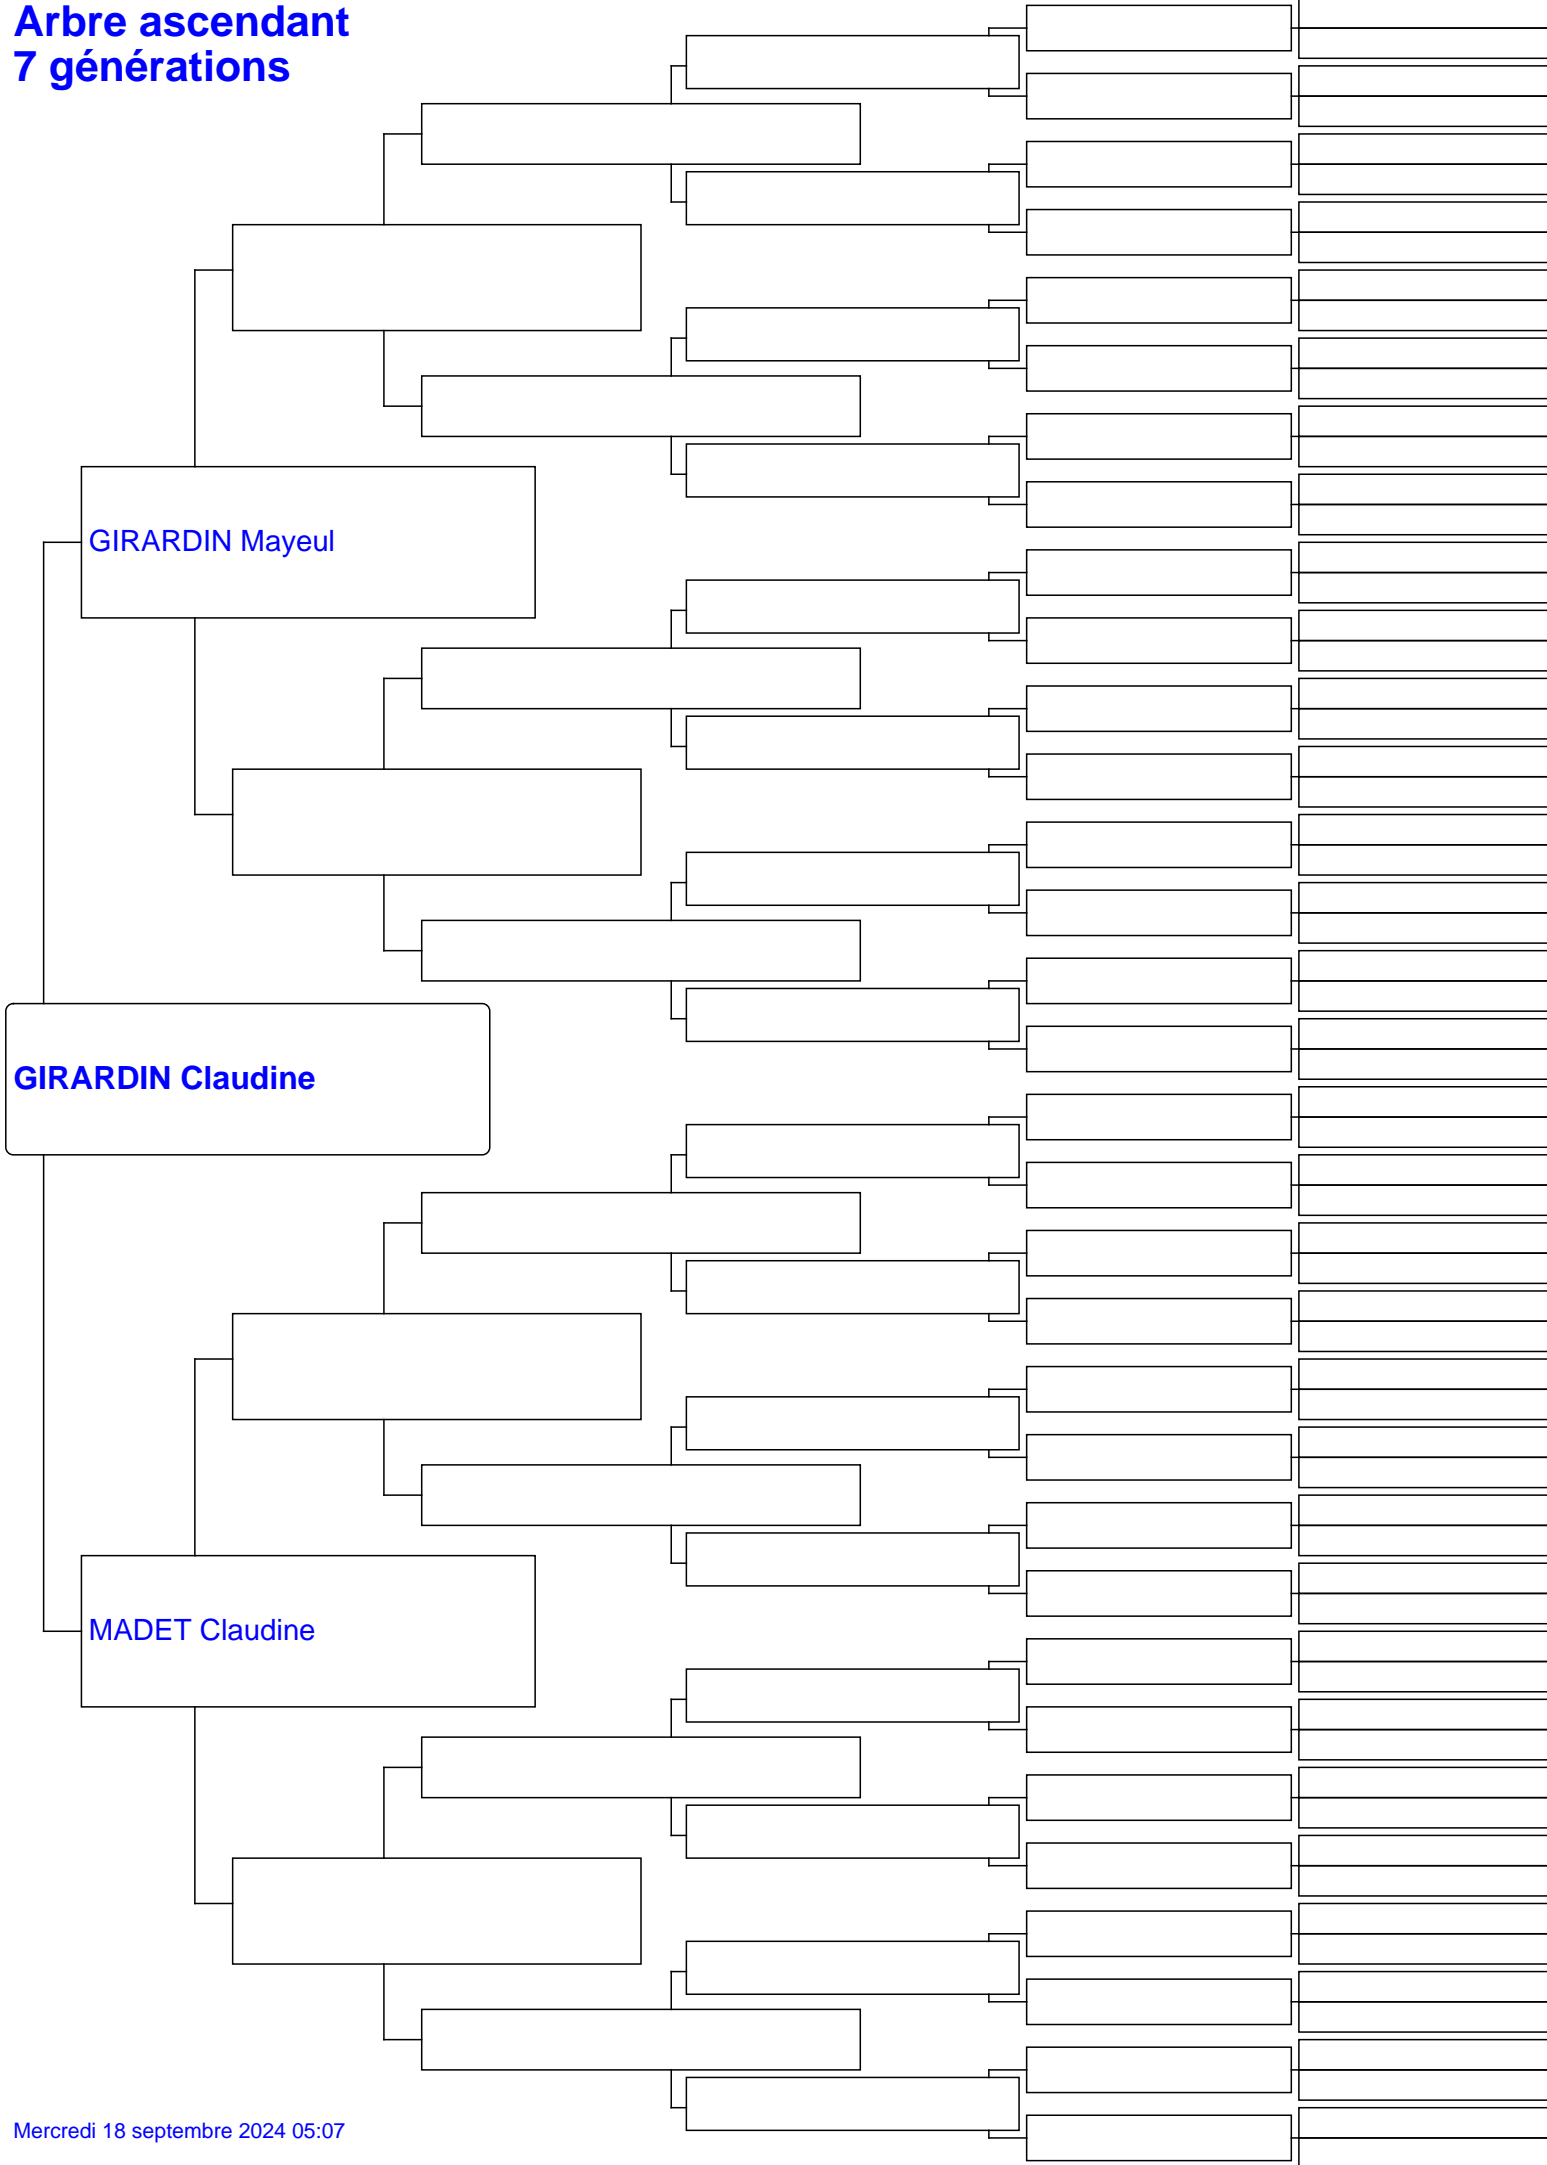 Arbre ascendant
7 générations
GIRARDIN Mayeul
GIRARDIN Claudine
MADET Claudine
Mercredi 18 septembre 2024 05:07